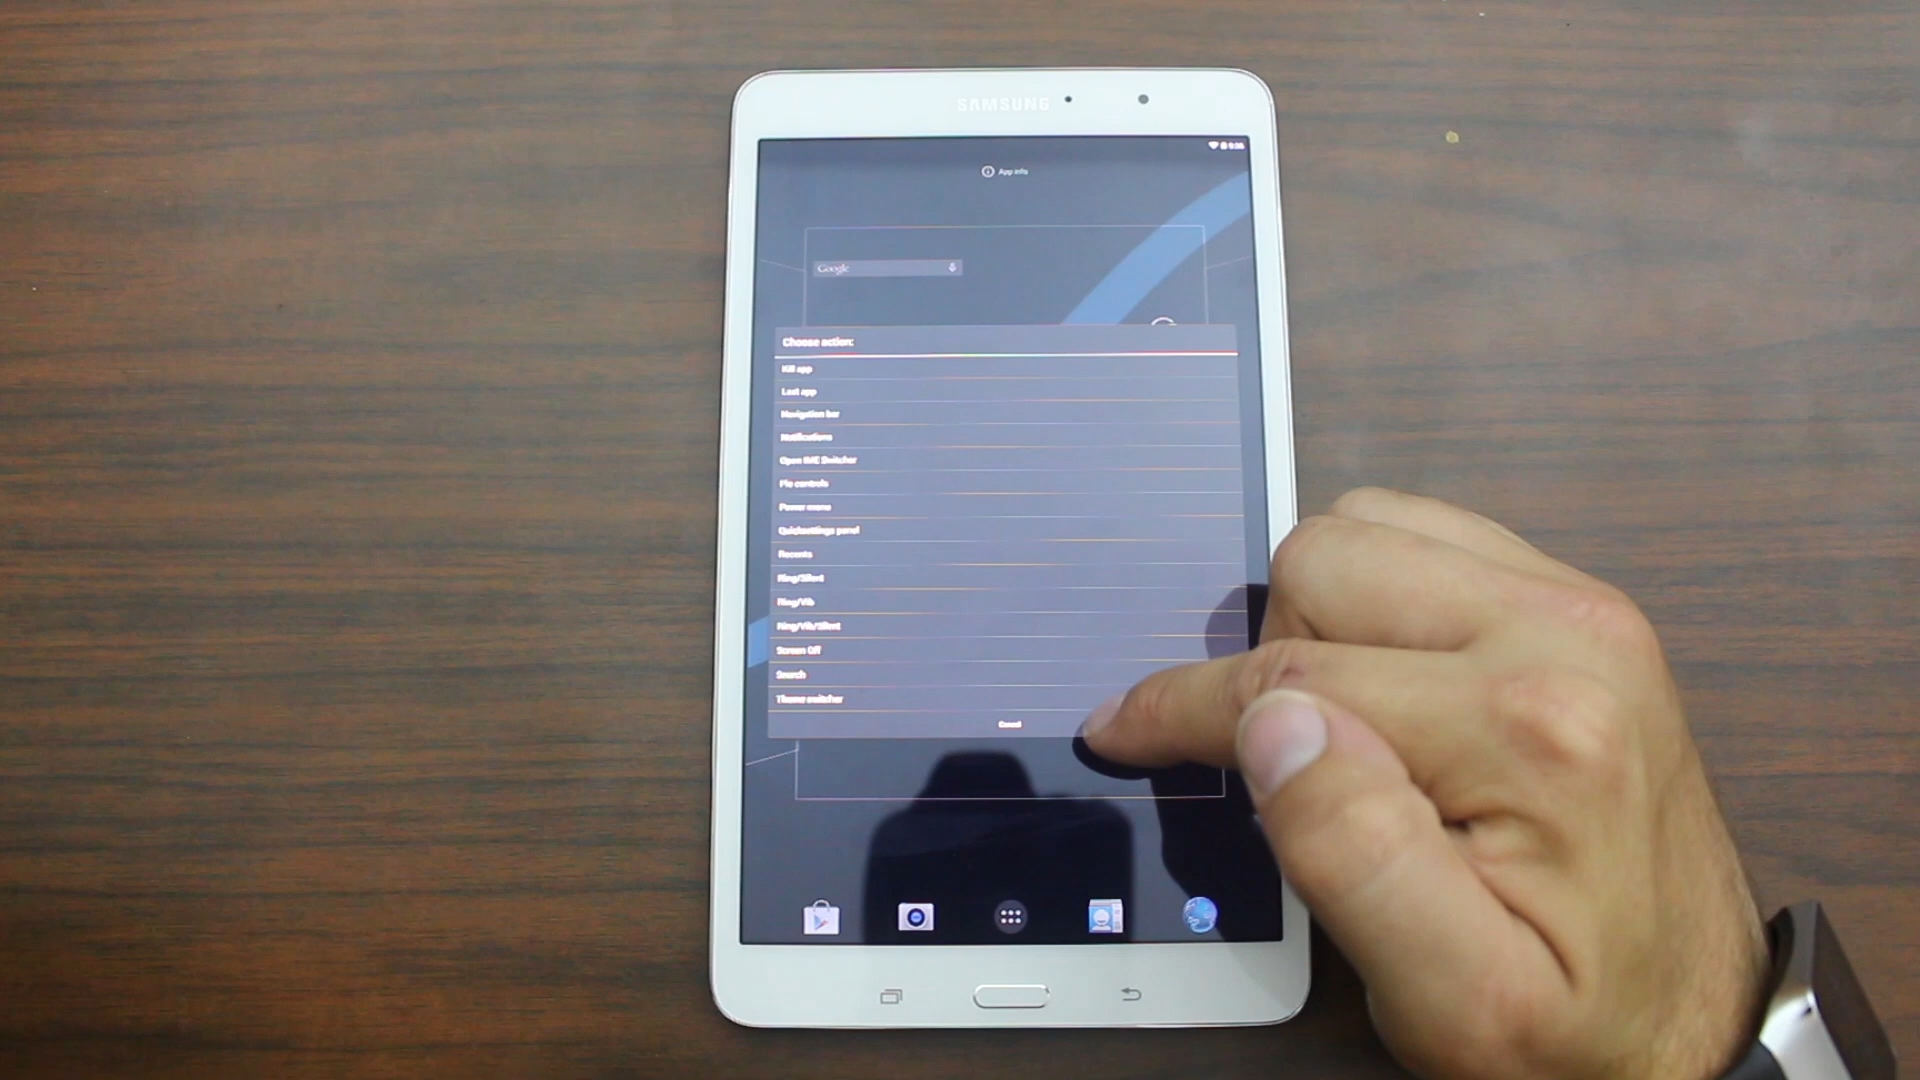 SAMSUNG
App info
Google
Choose action:
Kill app
Last app
Navigation bar
Notifications
Open IME Switcher
Pie controls
Power menu
Quicksettings panel
Recents
Ring/Silent
Ring/Vib
Ring/Vib/Silent
Screen Off
Search
Theme switcher
Cancel